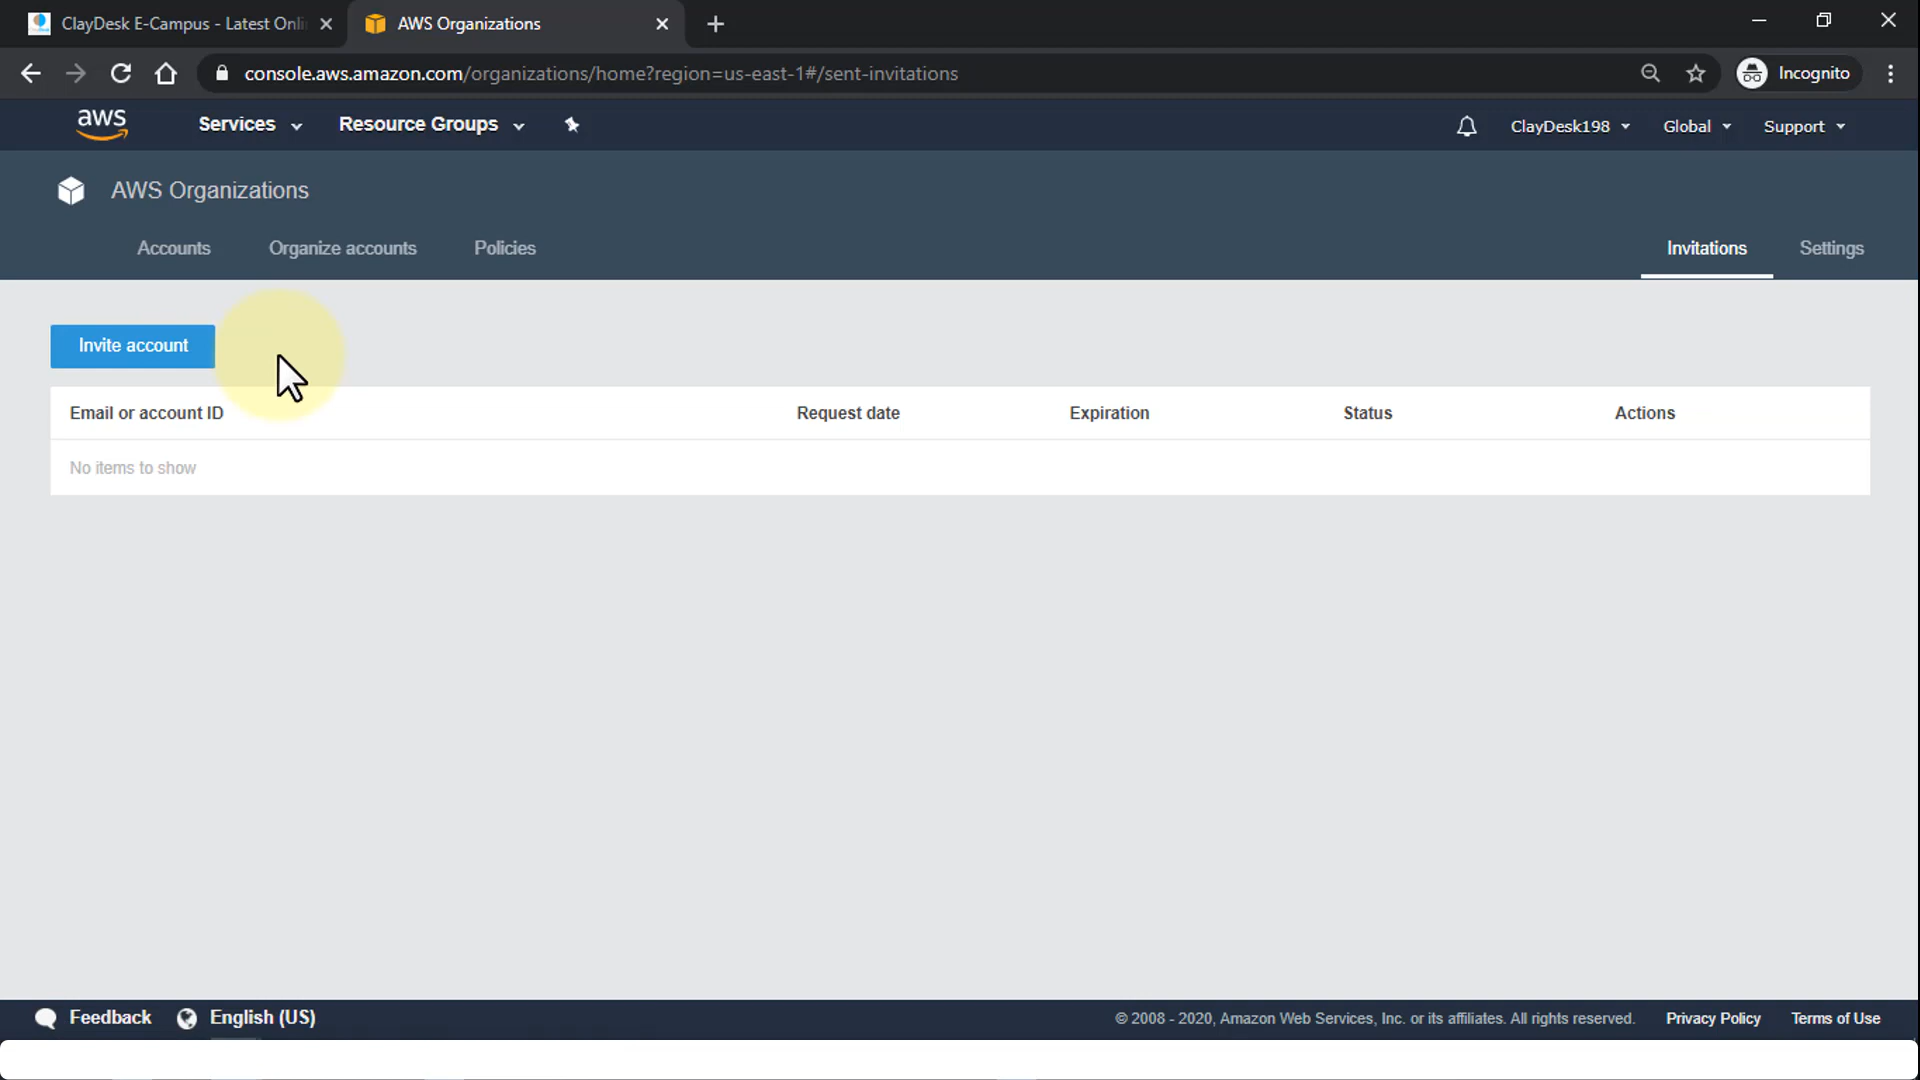 ClayDesk E-Campus - Latest Onli
AWS Organizations
console.aws.amazon.com/organizations/home?region=us-east-1#/sent-invitations
Incognito
aws
Services
Resource Groups
ClayDesk198
Global
Support
AWS Organizations
Accounts
Organize accounts
Policies
Invitations
Settings
Invite account
Email or account ID
Request date
Expiration
Status
Actions
No items to show
Feedback
English (US)
© 2008 - 2020, Amazon Web Services, Inc. or its affiliates. All rights reserved.
Privacy Policy
Terms of Use